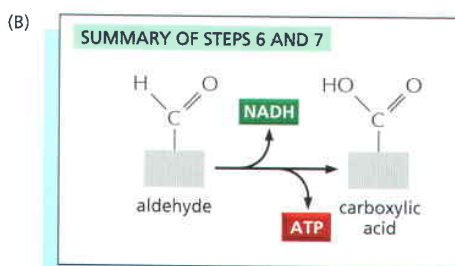 (B)
SUMMARY OF STEPS 6 AND 7
H O
C
HO O
C
NADH
aldehyde
ATP
carboxylic
acid